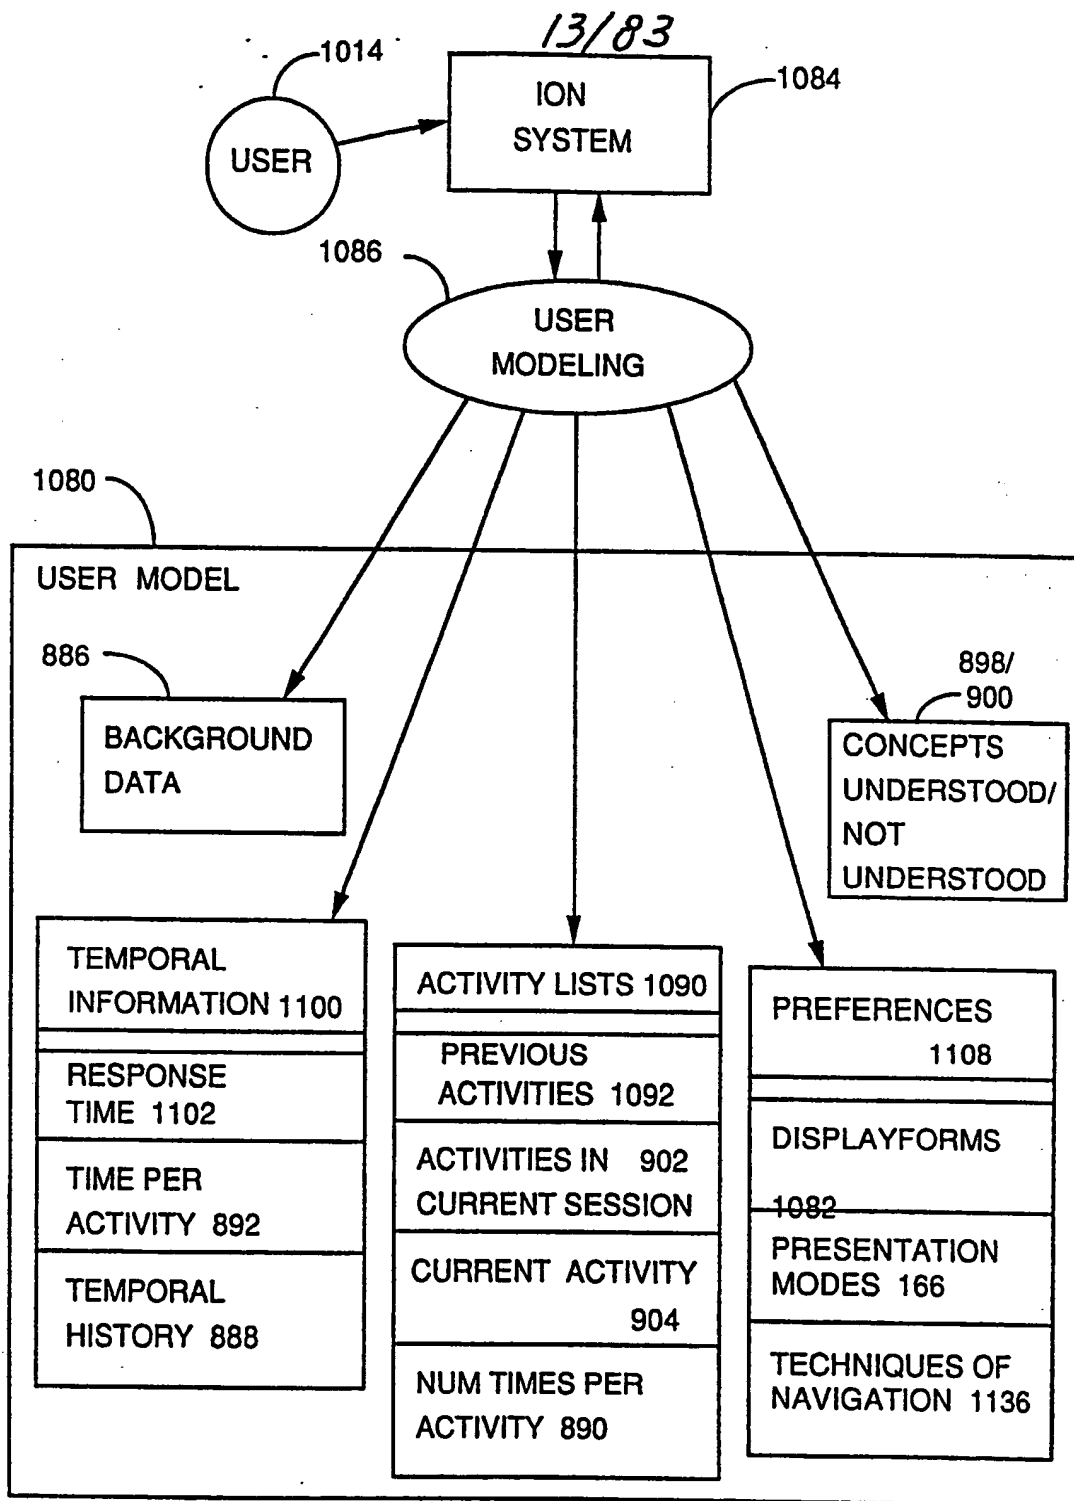 13/83
1014
ION
SYSTEM
1084
USER
1086
USER
MODELING
1080
USER MODEL
886
BACKGROUND
DATA
898/
900
CONCEPTS
UNDERSTOOD/
NOT
UNDERSTOOD
TEMPORAL
INFORMATION 1100
RESPONSE
TIME 1102
TIME PER
ACTIVITY 892
TEMPORAL
HISTORY 888
ACTIVITY LISTS 1090
PREVIOUS
ACTIVITIES 1092
ACTIVITIES IN 902
CURRENT SESSION
CURRENT ACTIVITY
904
NUM TIMES PER
ACTIVITY 890
PREFERENCES
1108
DISPLAYFORMS
1082
PRESENTATION
MODES 166
TECHNIQUES OF
NAVIGATION 1136